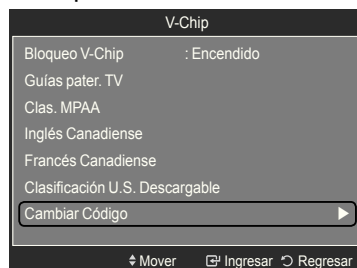 V-Chip
Bloqueo V-Chip : Encendido
Guías pater. TV
Clas. MPAA
Inglés Canadiense
Francés Canadiense
Clasificación U.S. Descargable
Cambiar Código
Mover Ingresar Regresar